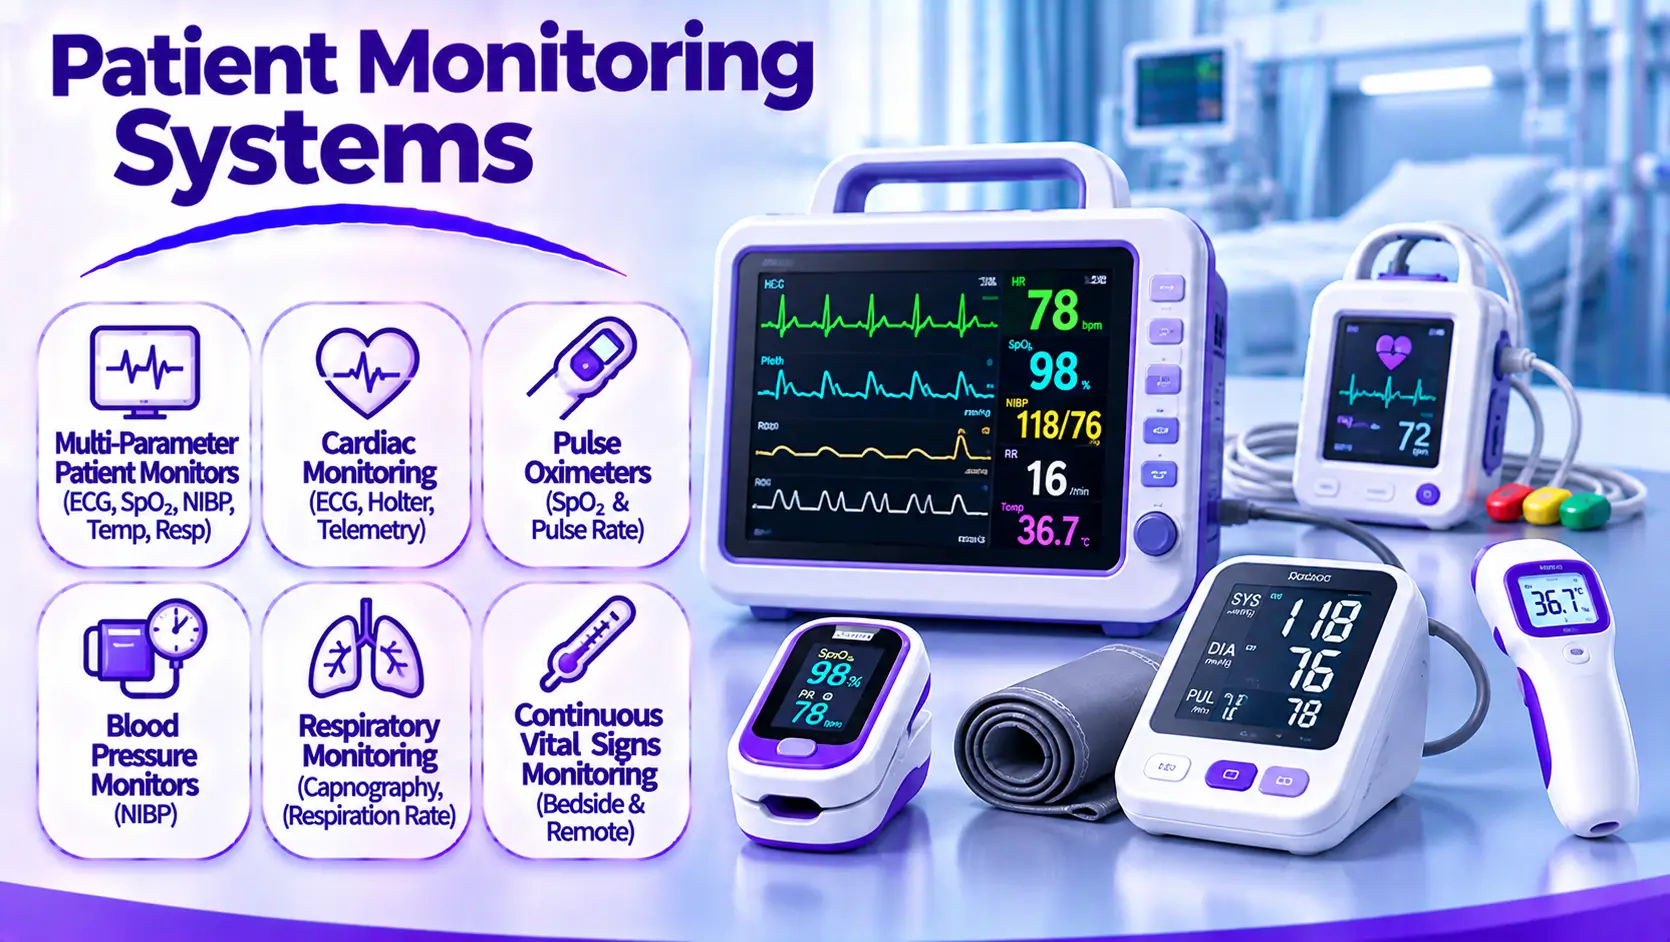 Patient Monitoring
Systems
Multi-Parameter
Patient Monitors
(ECG, SpO₂, NIBP,
Temp, Resp)
Cardiac
Monitoring
(ECG, Holter,
Telemetry)
Pulse
Oximeters
(SpO₂ &
Pulse Rate)
Blood
Pressure
Monitors
(NIBP)
Respiratory
Monitoring
(Capnography,
(Respiration Rate)
Continuous
Vital Signs
Monitoring
(Bedside &
Remote)
HR
78 bpm
Pleth
SpO₂
98 %
NIBP
118/76
RR
16 /min
Temp
36.7 °C
72
SpO₂
98 %
PR
78
SYS 118
DIA 76
mmHg
PUL 78
36.7 °C